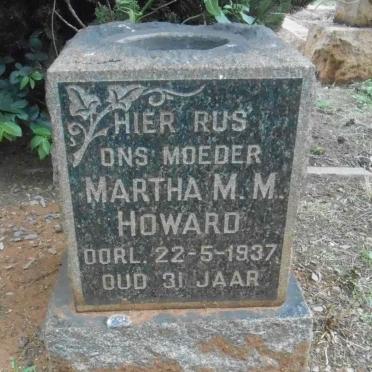 HIER RUS
ONS MOEDER
MARTHA M. M.
HOWARD
OORL. 22-5-1937.
OUD 31 JAAR